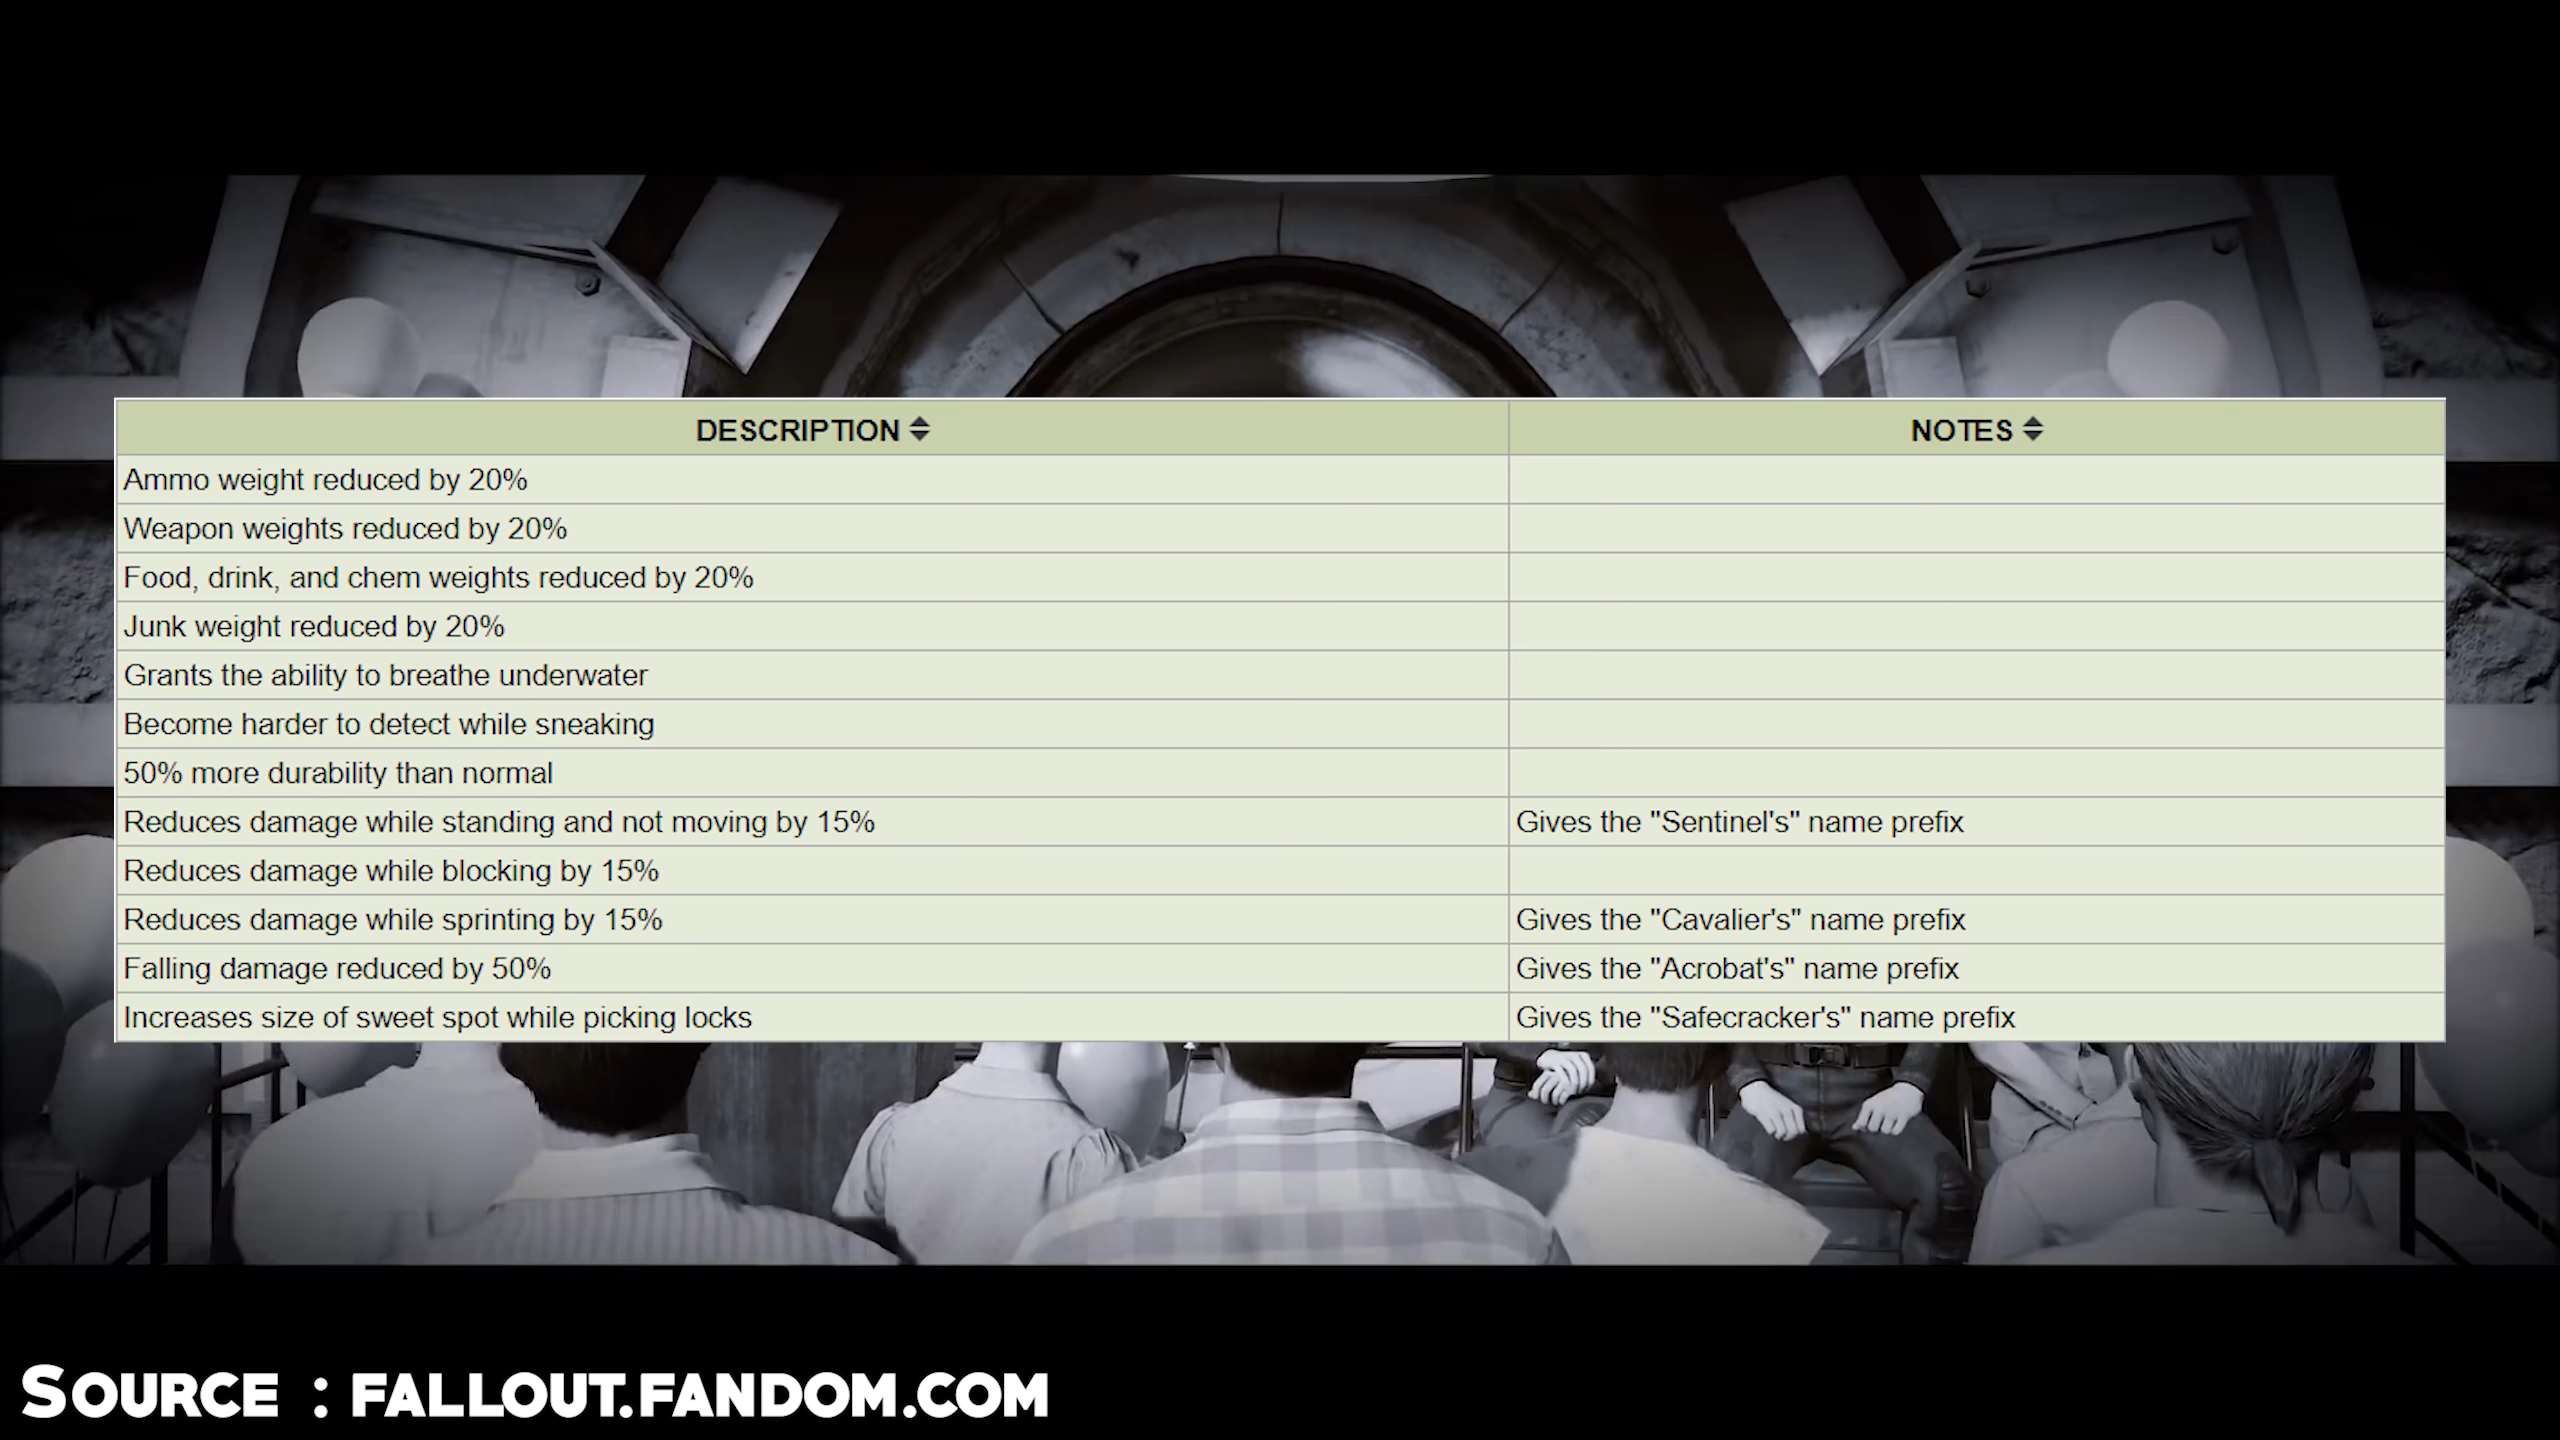 DESCRIPTION NOTES
Ammo weight reduced by 20%
Weapon weights reduced by 20%
Food, drink, and chem weights reduced by 20%
Junk weight reduced by 20%
Grants the ability to breathe underwater
Become harder to detect while sneaking
50% more durability than normal
Reduces damage while standing and not moving by 15% Gives the "Sentinel's" name prefix
Reduces damage while blocking by 15%
Reduces damage while sprinting by 15% Gives the "Cavalier's" name prefix
Falling damage reduced by 50% Gives the "Acrobat's" name prefix
Increases size of sweet spot while picking locks Gives the "Safecracker's" name prefix
SOURCE : FALLOUT.FANDOM.COM